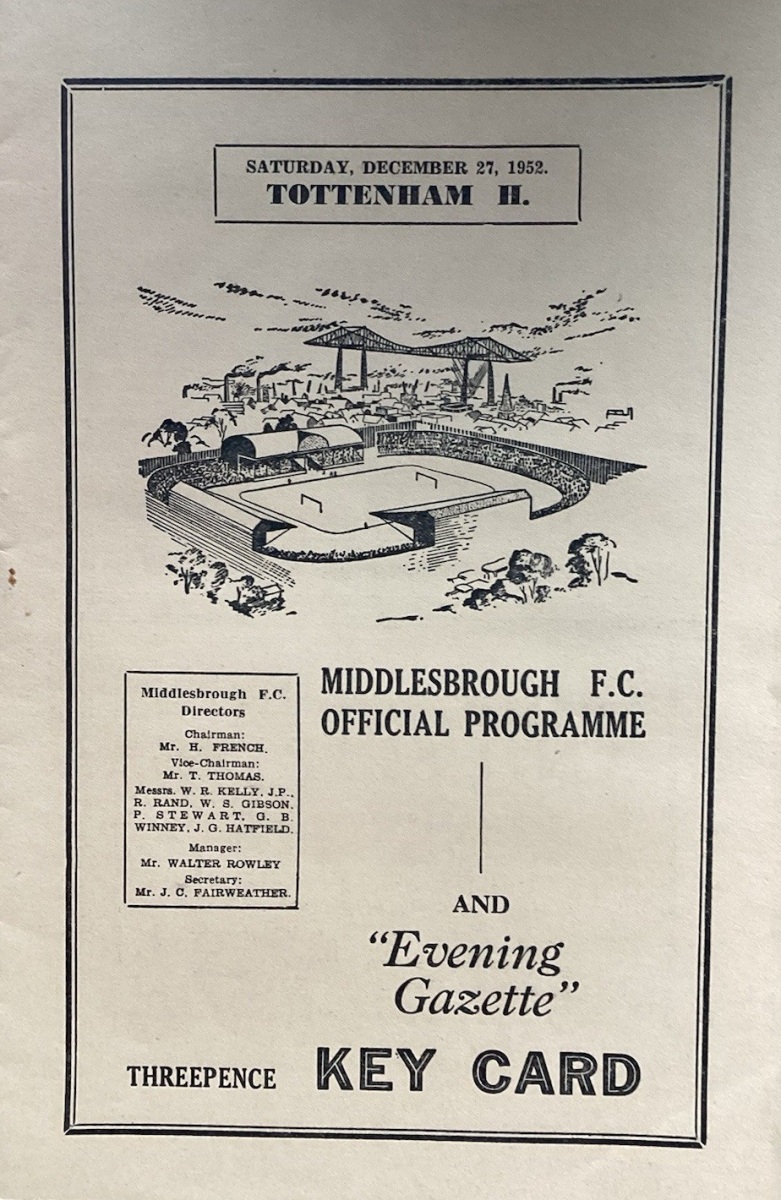 SATURDAY, DECEMBER 27, 1952.
TOTTENHAM H.
Middlesbrough F.C.
Directors
Chairman:
Mr. H. FRENCH.
Vice-Chairman:
Mr. T. THOMAS.
Messrs. W. R. KELLY, J.P.,
R. RAND, W. S. GIBSON.
P. STEWART, G. B.
WINNEY, J. G. HATFIELD.
Manager:
Mr. WALTER ROWLEY
Secretary:
Mr. J. C. FAIRWEATHER.
MIDDLESBROUGH F.C.
OFFICIAL PROGRAMME
AND
"Evening
Gazette"
THREEPENCE KEY CARD